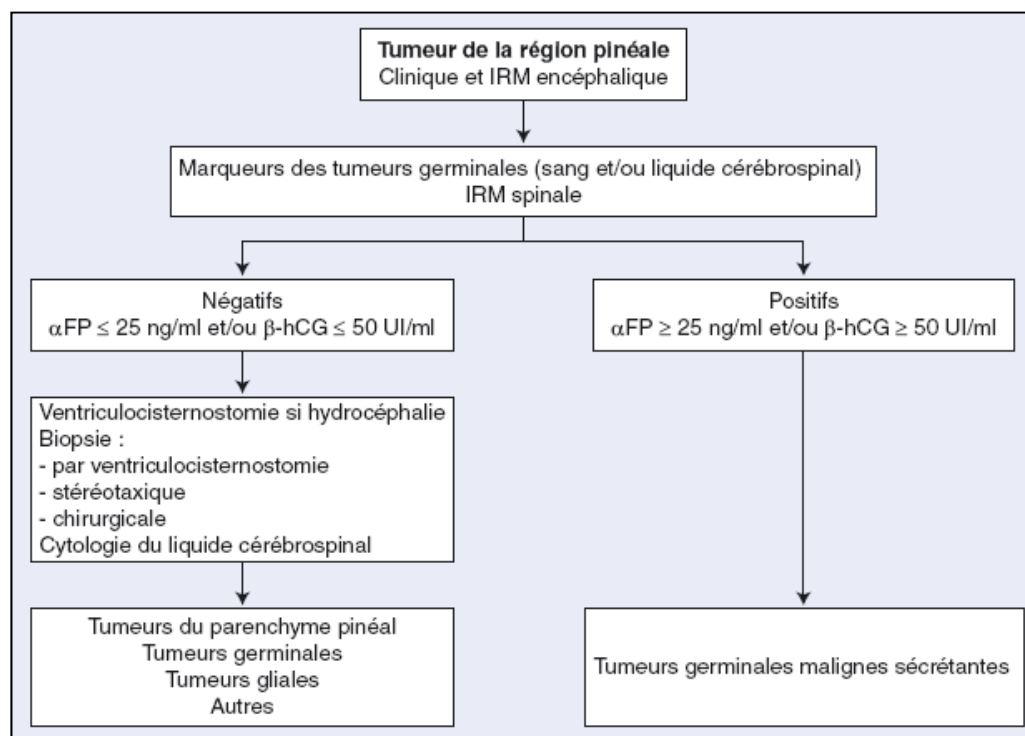 Tumeur de la région pinéale
Clinique et IRM encéphalique
Marqueurs des tumeurs germinales (sang et/ou liquide cérébrospinal)
IRM spinale
Négatifs
αFP ≤ 25 ng/ml et/ou β-hCG ≤ 50 UI/ml
Positifs
αFP ≥ 25 ng/ml et/ou β-hCG ≥ 50 UI/ml
Ventriculocisternostomie si hydrocéphalie
Biopsie :
- par ventriculocisternostomie
- stéréotaxique
- chirurgicale
Cytologie du liquide cérébrospinal
Tumeurs du parenchyme pinéal
Tumeurs germinales
Tumeurs gliales
Autres
Tumeurs germinales malignes sécrétantes